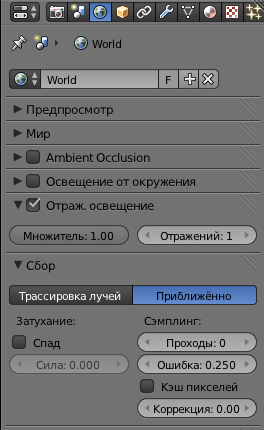 World
World F
Предпросмотр
Мир
Ambient Occlusion
Освещение от окружения
Отраж. освещение
Множитель: 1.00 Отражений: 1
Сбор
Трассировка лучей Приближённо
Затухание: Сэмплинг:
Спад Проходы: 0
Сила: 0.000 Ошибка: 0.250
Кэш пикселей
Коррекция: 0.00